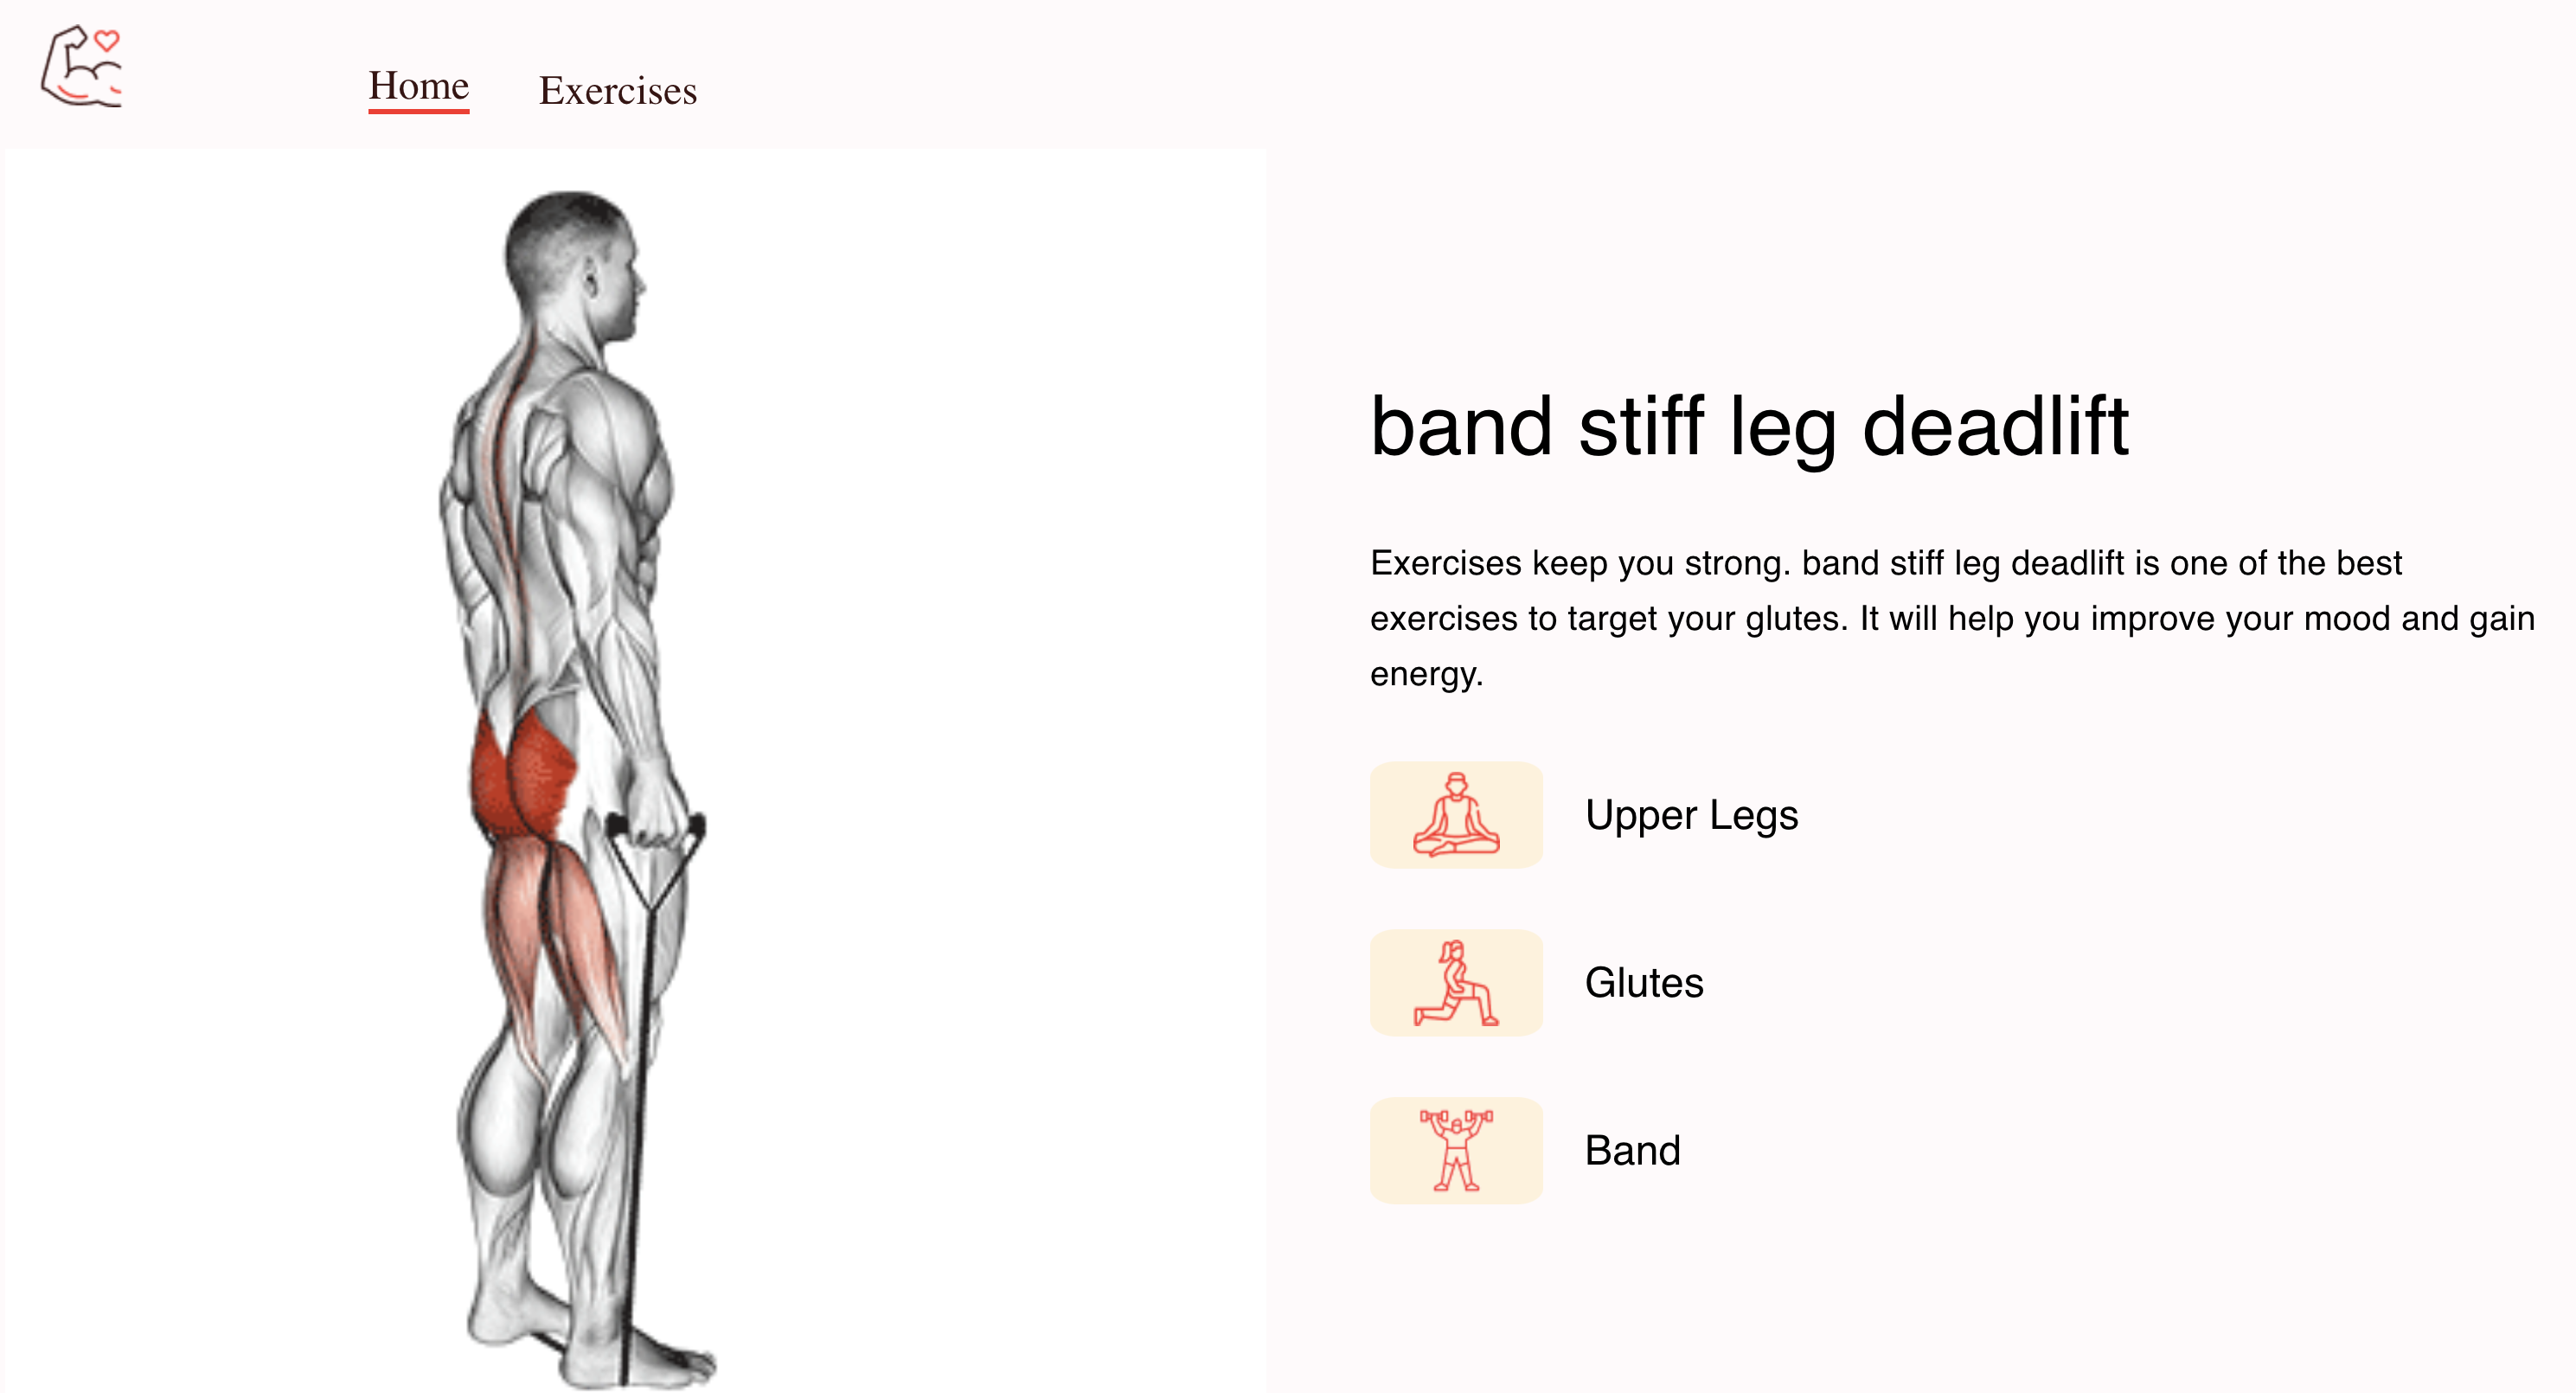 Home
Exercises
band stiff leg deadlift
Exercises keep you strong. band stiff leg deadlift is one of the best
exercises to target your glutes. It will help you improve your mood and gain
energy.
Upper Legs
Glutes
Band